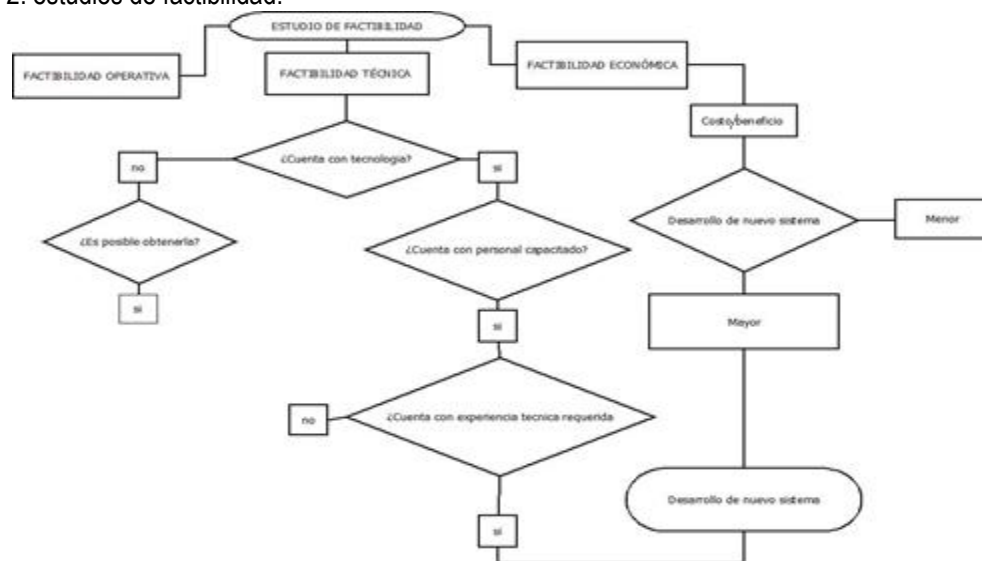 2. estudios de factibilidad.
ESTUDIO DE FACTIBILIDAD
FACTIBILIDAD OPERATIVA
FACTIBILIDAD TÉCNICA
FACTIBILIDAD ECONÓMICA
Costo/beneficio
¿Cuenta con tecnologia?
no
si
Desarrollo de nuevo sistema
Menor
¿Es posible obtenerla?
¿Cuenta con personal capacitado?
si
si
Mayor
¿Cuenta con experiencia tecnica requerida
no
Desarrollo de nuevo sistema
si